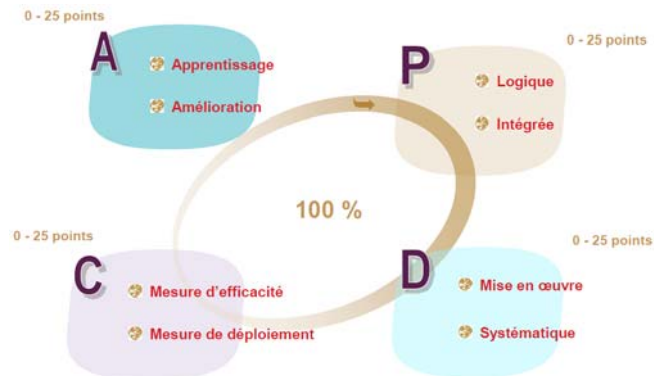 0 - 25 points
A
Apprentissage
Amélioration
0 - 25 points
P
Logique
Intégrée
100 %
0 - 25 points
C
Mesure d'efficacité
Mesure de déploiement
0 - 25 points
D
Mise en œuvre
Systématique